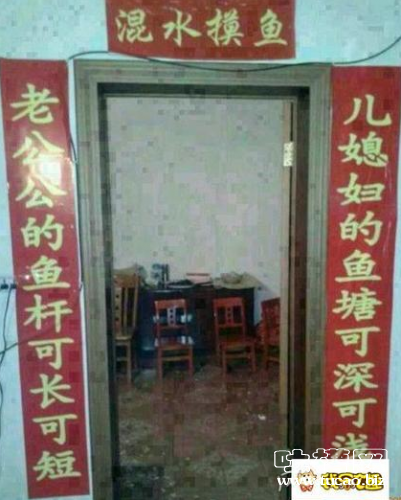 混水摸鱼
儿媳妇的鱼塘可深可浅
老公公的鱼杆可长可短